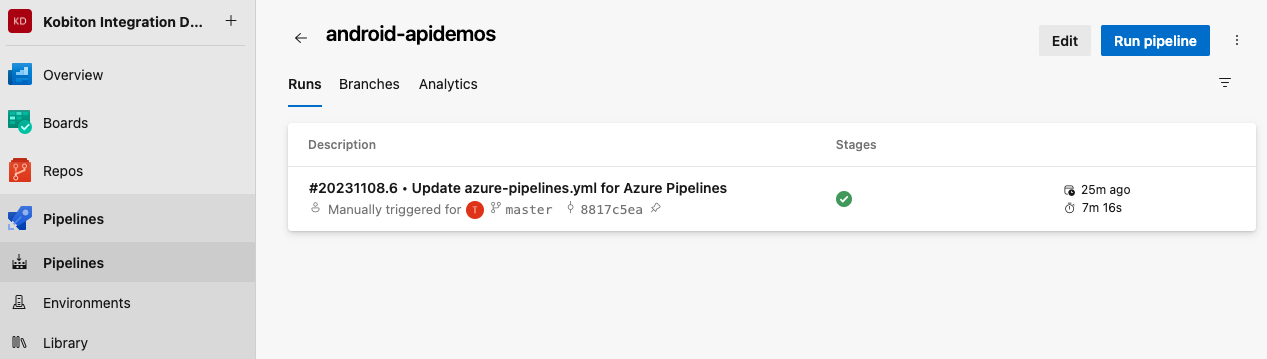 KD Kobiton Integration D... +
Overview
Boards
Repos
Pipelines
Pipelines
Environments
Library
android-apidemos
Edit Run pipeline
Runs Branches Analytics
Description Stages
#20231108.6 • Update azure-pipelines.yml for Azure Pipelines
Manually triggered for T master 8817c5ea
25m ago
7m 16s